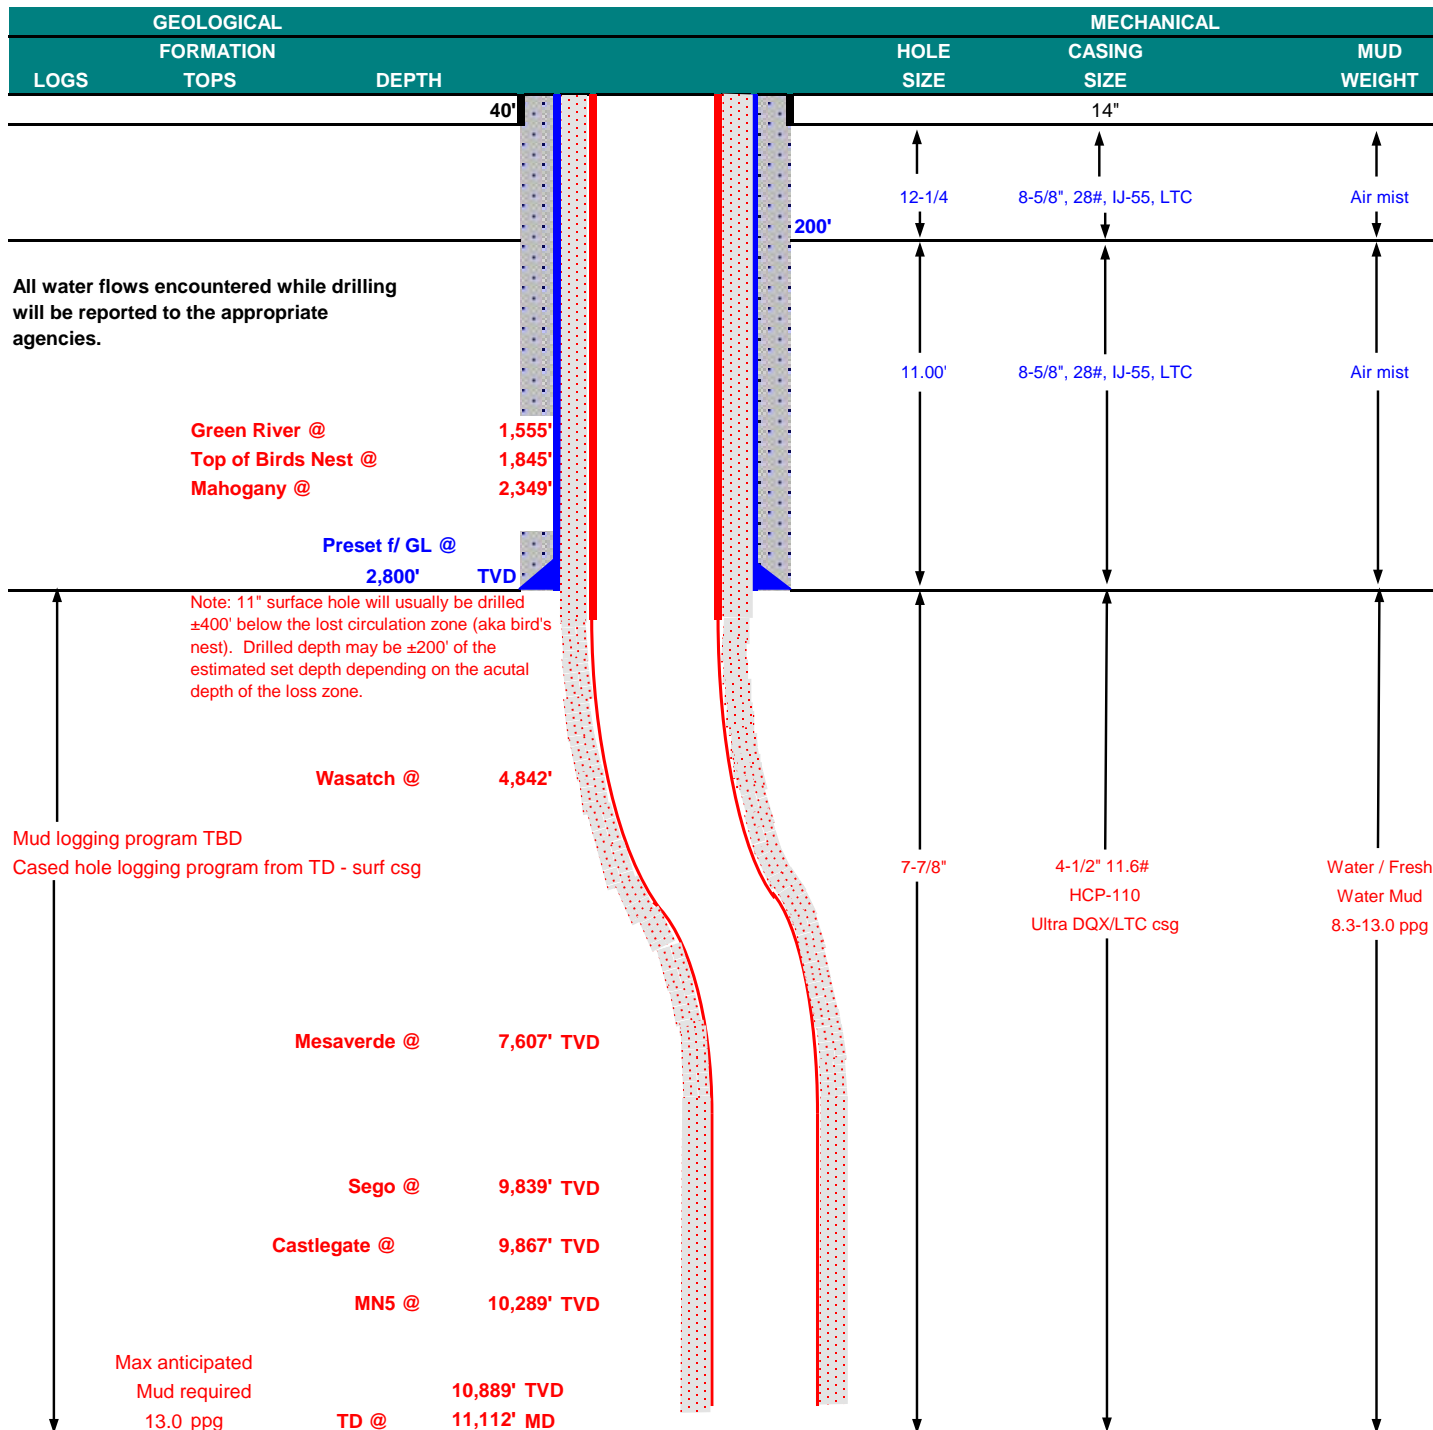 GEOLOGICAL MECHANICAL
FORMATION HOLE CASING MUD
LOGS TOPS DEPTH SIZE SIZE WEIGHT
40' 14"
12-1/4 8-5/8", 28#, IJ-55, LTC Air mist
200'
All water flows encountered while drilling
will be reported to the appropriate
agencies.
11.00' 8-5/8", 28#, IJ-55, LTC Air mist
Green River @ 1,555'
Top of Birds Nest @ 1,845'
Mahogany @ 2,349'
Preset f/ GL @
2,800' TVD
Note: 11" surface hole will usually be drilled
±400' below the lost circulation zone (aka bird's
nest). Drilled depth may be ±200' of the
estimated set depth depending on the acutal
depth of the loss zone.
Wasatch @ 4,842'
Mud logging program TBD
Cased hole logging program from TD - surf csg
7-7/8" 4-1/2" 11.6# Water / Fresh
HCP-110 Water Mud
Ultra DQX/LTC csg 8.3-13.0 ppg
Mesaverde @ 7,607' TVD
Sego @ 9,839' TVD
Castlegate @ 9,867' TVD
MN5 @ 10,289' TVD
Max anticipated
Mud required 10,889' TVD
13.0 ppg TD @ 11,112' MD